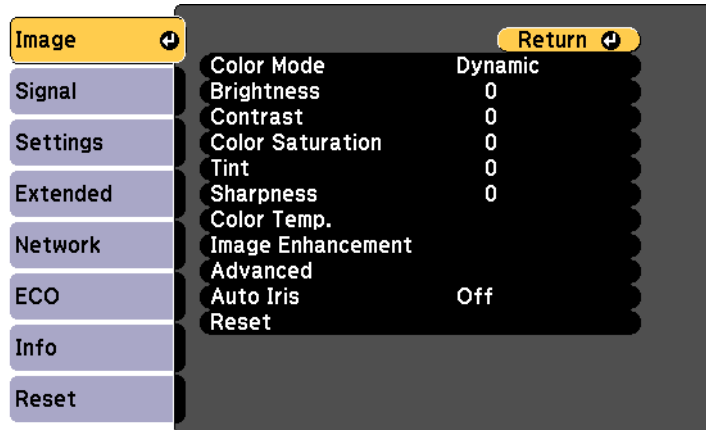 Image
Signal
Settings
Extended
Network
ECO
Info
Reset
Return
Color Mode Dynamic
Brightness 0
Contrast 0
Color Saturation 0
Tint 0
Sharpness 0
Color Temp.
Image Enhancement
Advanced
Auto Iris Off
Reset